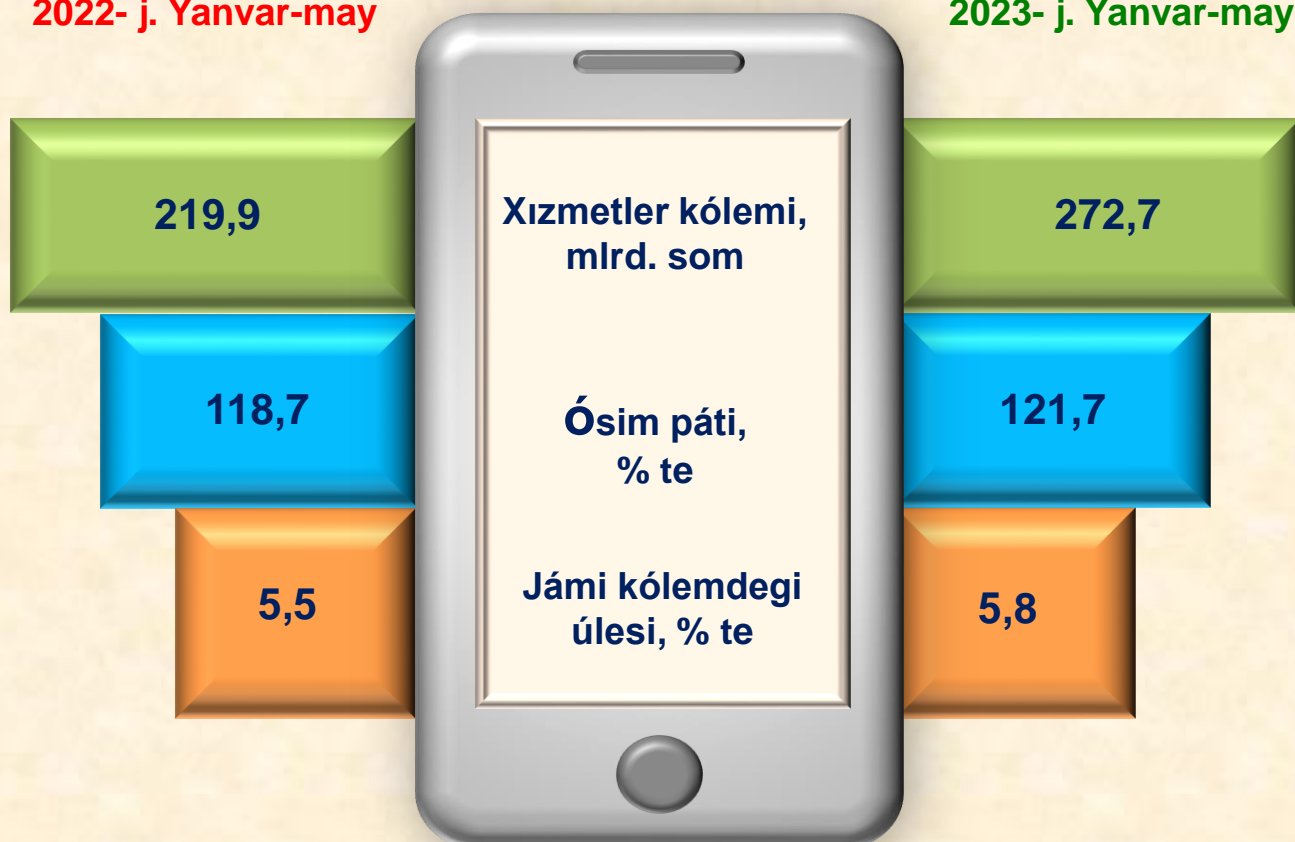 2022- j. Yanvar-may
2023- j. Yanvar-may
219,9
Xızmetler kólemi,
mlrd. som
272,7
118,7
Ósim páti,
% te
121,7
5,5
Jámi kólemdegi
úlesi, % te
5,8